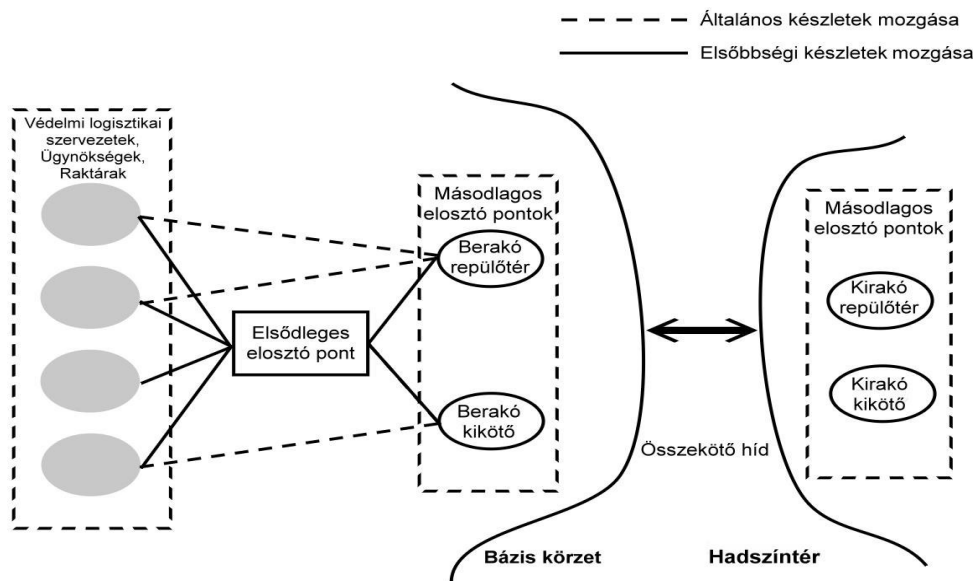 Általános készletek mozgása
Elsőbbségi készletek mozgása
Védelmi logisztikai
szervezetek,
Ügynökségek,
Raktárak
Elsődleges
elosztó pont
Másodlagos
elosztó pontok
Berakó
repülőtér
Berakó
kikötő
Összekötő híd
Másodlagos
elosztó pontok
Kirakó
repülőtér
Kirakó
kikötő
Bázis körzet
Hadszíntér